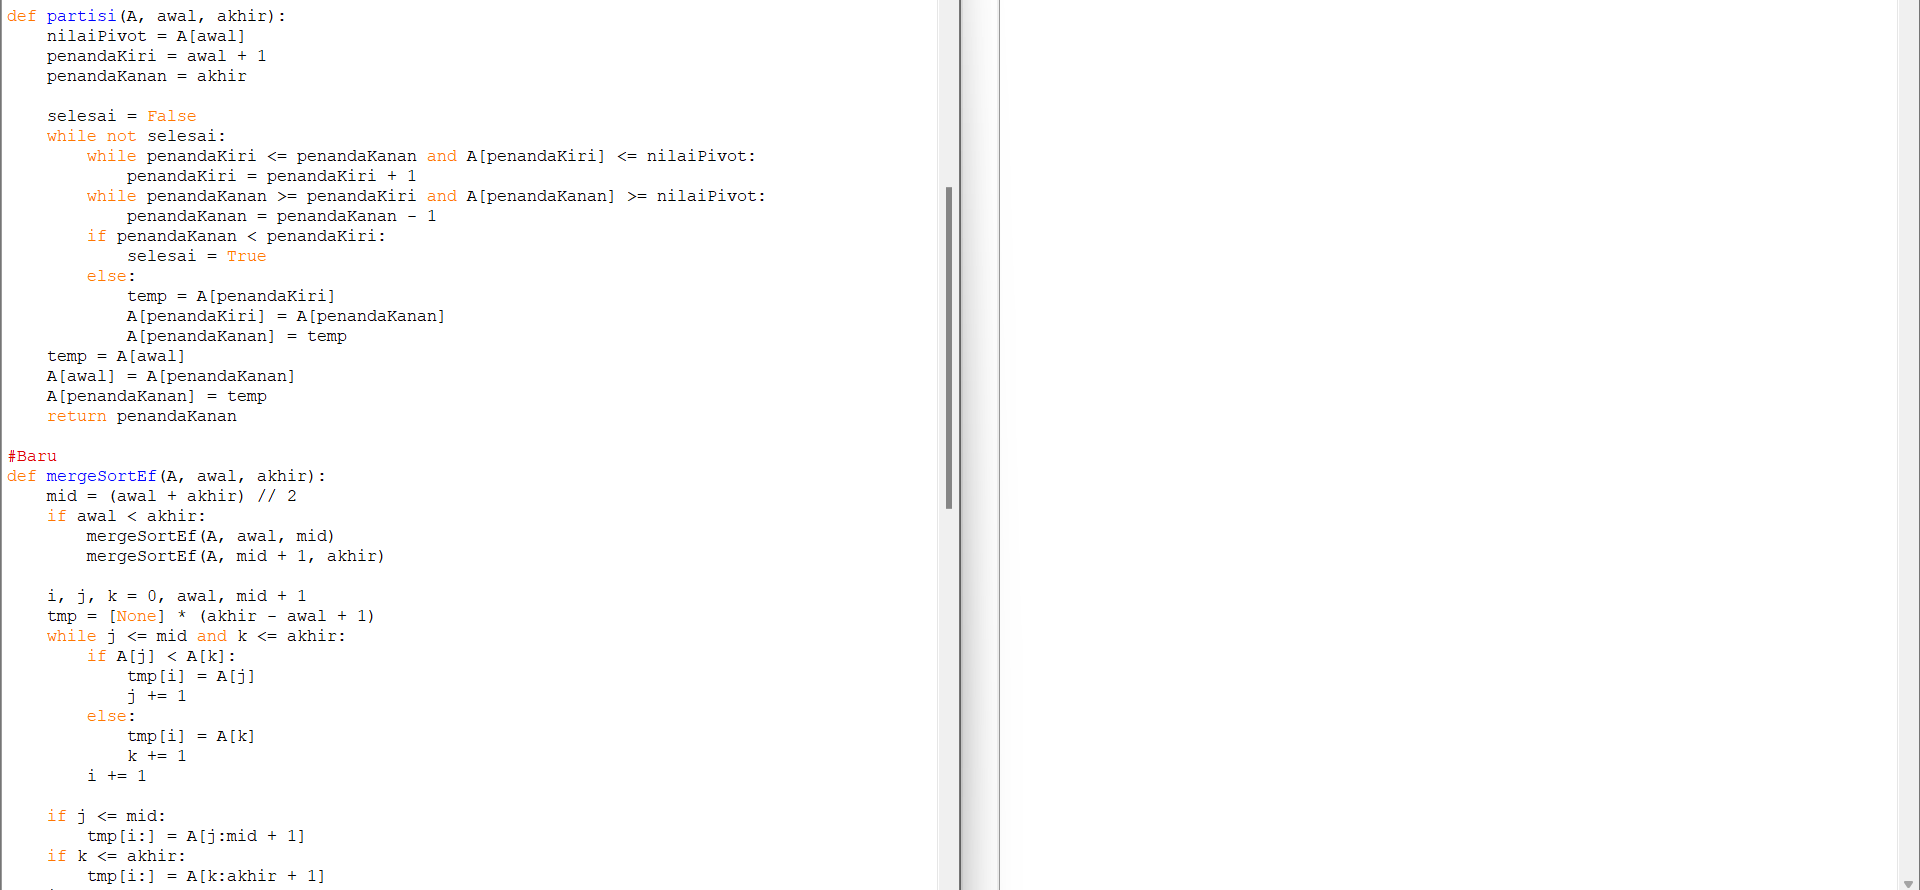 def partisi(A, awal, akhir):
    nilaiPivot = A[awal]
    penandaKiri = awal + 1
    penandaKanan = akhir

    selesai = False
    while not selesai:
        while penandaKiri <= penandaKanan and A[penandaKiri] <= nilaiPivot:
            penandaKiri = penandaKiri + 1
        while penandaKanan >= penandaKiri and A[penandaKanan] >= nilaiPivot:
            penandaKanan = penandaKanan - 1
        if penandaKanan < penandaKiri:
            selesai = True
        else:
            temp = A[penandaKiri]
            A[penandaKiri] = A[penandaKanan]
            A[penandaKanan] = temp
    temp = A[awal]
    A[awal] = A[penandaKanan]
    A[penandaKanan] = temp
    return penandaKanan

#Baru
def mergeSortEf(A, awal, akhir):
    mid = (awal + akhir) // 2
    if awal < akhir:
        mergeSortEf(A, awal, mid)
        mergeSortEf(A, mid + 1, akhir)

    i, j, k = 0, awal, mid + 1
    tmp = [None] * (akhir - awal + 1)
    while j <= mid and k <= akhir:
        if A[j] < A[k]:
            tmp[i] = A[j]
            j += 1
        else:
            tmp[i] = A[k]
            k += 1
        i += 1

    if j <= mid:
        tmp[i:] = A[j:mid + 1]
    if k <= akhir:
        tmp[i:] = A[k:akhir + 1]